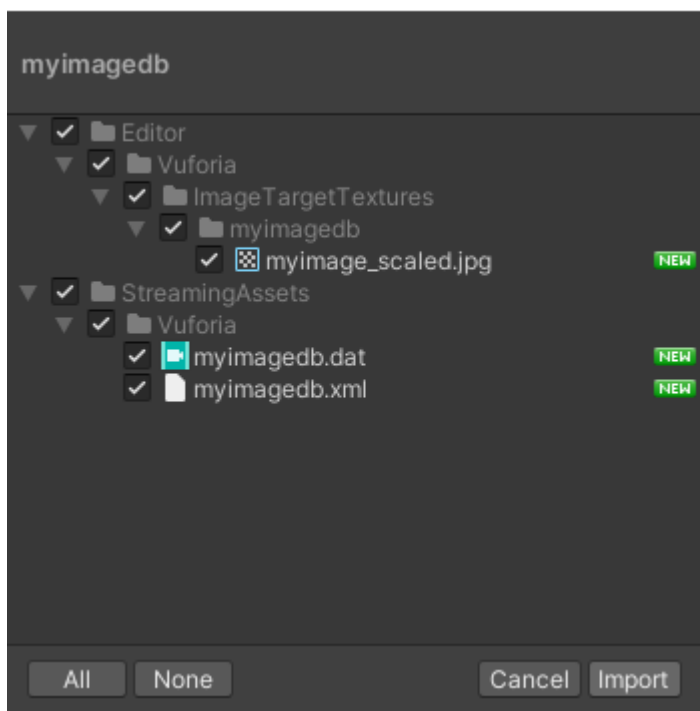 myimagedb
Editor
Vuforia
ImageTargetTextures
myimagedb
myimage_scaled.jpg NEW
StreamingAssets
Vuforia
myimagedb.dat NEW
myimagedb.xml NEW
All None Cancel Import